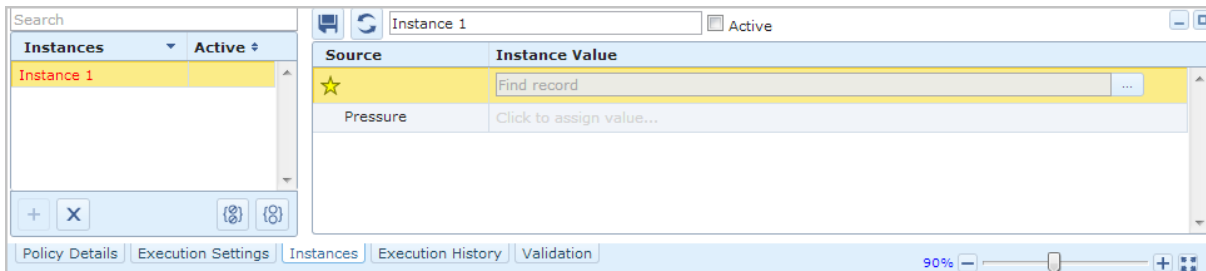 Search
Instances Active
Instance 1
Instance 1 Active
Source Instance Value
Find record ...
Pressure Click to assign value...
Policy Details Execution Settings Instances Execution History Validation
90%